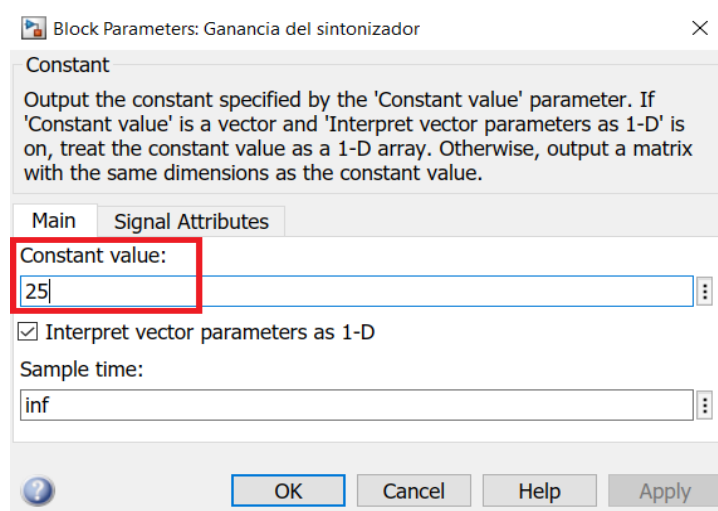 Block Parameters: Ganancia del sintonizador
Constant
Output the constant specified by the 'Constant value' parameter. If
'Constant value' is a vector and 'Interpret vector parameters as 1-D' is
on, treat the constant value as a 1-D array. Otherwise, output a matrix
with the same dimensions as the constant value.
Main Signal Attributes
Constant value:
25
Interpret vector parameters as 1-D
Sample time:
inf
OK Cancel Help Apply